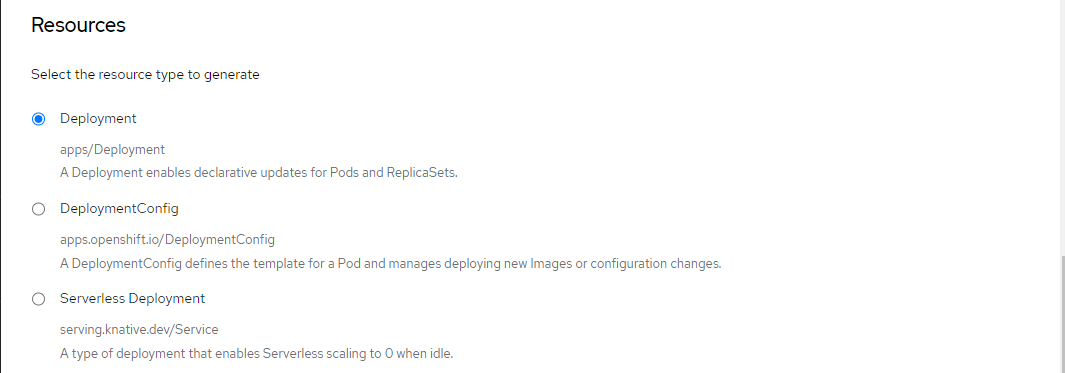 Resources
Select the resource type to generate
Deployment
apps/Deployment
A Deployment enables declarative updates for Pods and ReplicaSets.
DeploymentConfig
apps.openshift.io/DeploymentConfig
A DeploymentConfig defines the template for a Pod and manages deploying new Images or configuration changes.
Serverless Deployment
serving.knative.dev/Service
A type of deployment that enables Serverless scaling to 0 when idle.